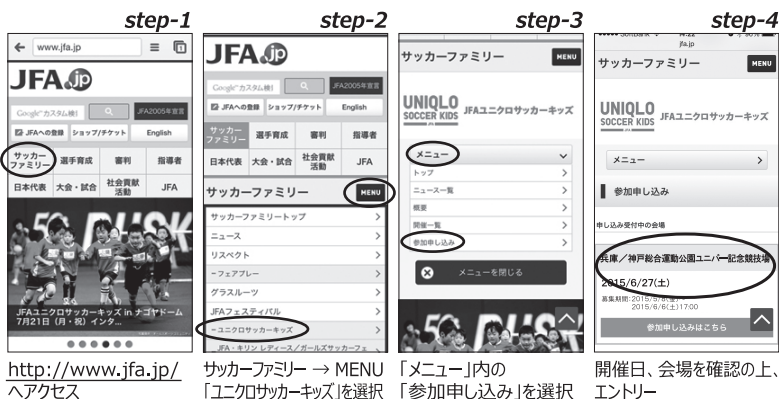 step-1
www.jfa.jp
JFA.jp
Google™カスタム検索
JFA2005年宣言
JFAへの登録
ショップ/チケット
English
サッカー
ファミリー
選手育成
審判
指導者
日本代表
大会・試合
社会貢献
活動
JFA
JFAユニクロサッカーキッズ in ナゴヤドーム
7月21日（月・祝）インタ...
http://www.jfa.jp/
へアクセス
step-2
JFA.jp
JFA2005年宣言
JFAへの登録
ショップ/チケット
English
サッカー
ファミリー
選手育成
審判
指導者
日本代表
大会・試合
社会貢献
活動
JFA
サッカーファミリー
MENU
サッカーファミリートップ
ニュース
リスペクト
-フェアプレー
グラスルーツ
JFAフェスティバル
-ユニクロサッカーキッズ
-JFA・キリン レディース/ガールズサッカーフェ
サッカーファミリー → MENU
「ユニクロサッカーキッズ」を選択
step-3
サッカーファミリー
MENU
UNIQLO
SOCCER KIDS
JFAユニクロサッカーキッズ
メニュー
トップ
ニュース一覧
概要
開催一覧
参加申し込み
メニューを閉じる
「メニュー」内の
「参加申し込み」を選択
step-4
jfa.jp
サッカーファミリー
MENU
UNIQLO
SOCCER KIDS
JFAユニクロサッカーキッズ
メニュー
参加申し込み
申し込み受付中の会場
兵庫／神戸総合運動公園ユニバー記念競技場
2015/6/27(土)
募集期間:2015/5/8(金) ~
2015/6/6(土)17:00
参加申し込みはこちら
開催日、会場を確認の上、
エントリー